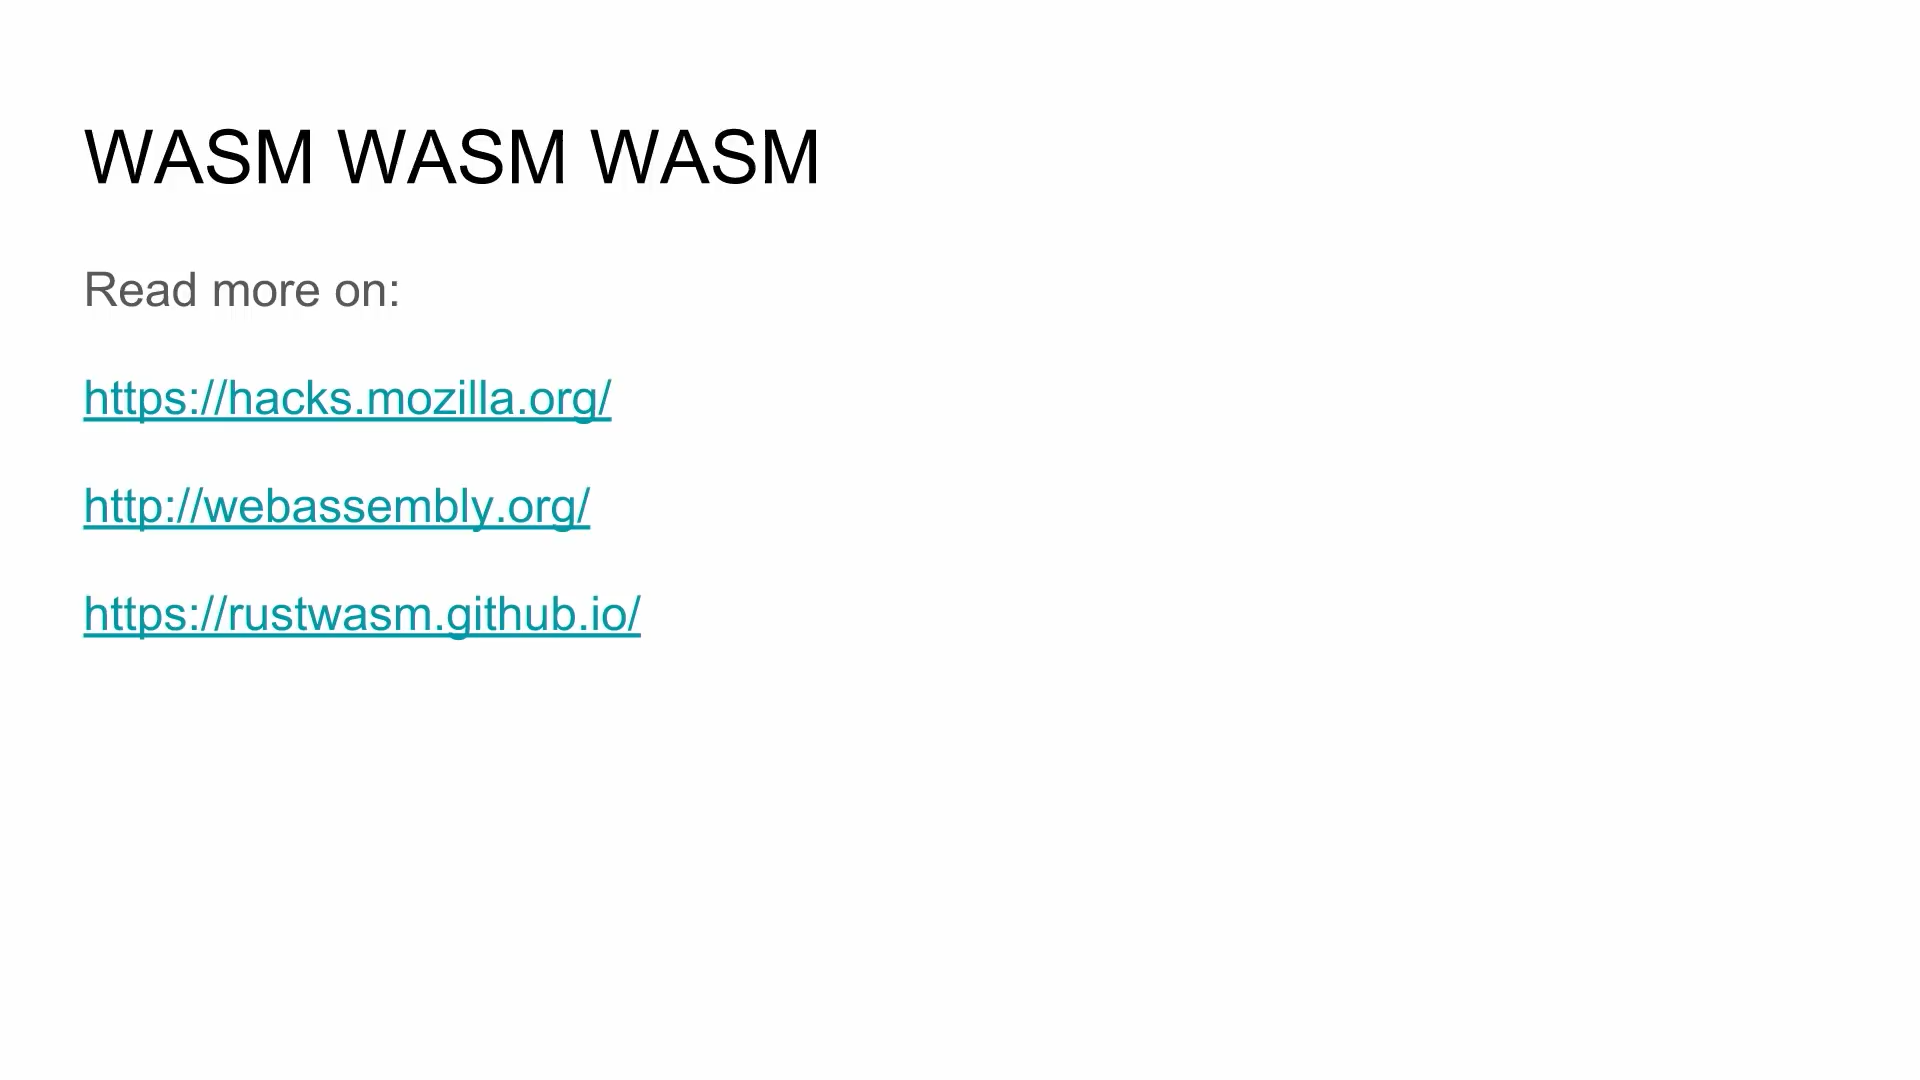 WASM WASM WASM
Read more on:
https://hacks.mozilla.org/
http://webassembly.org/
https://rustwasm.github.io/